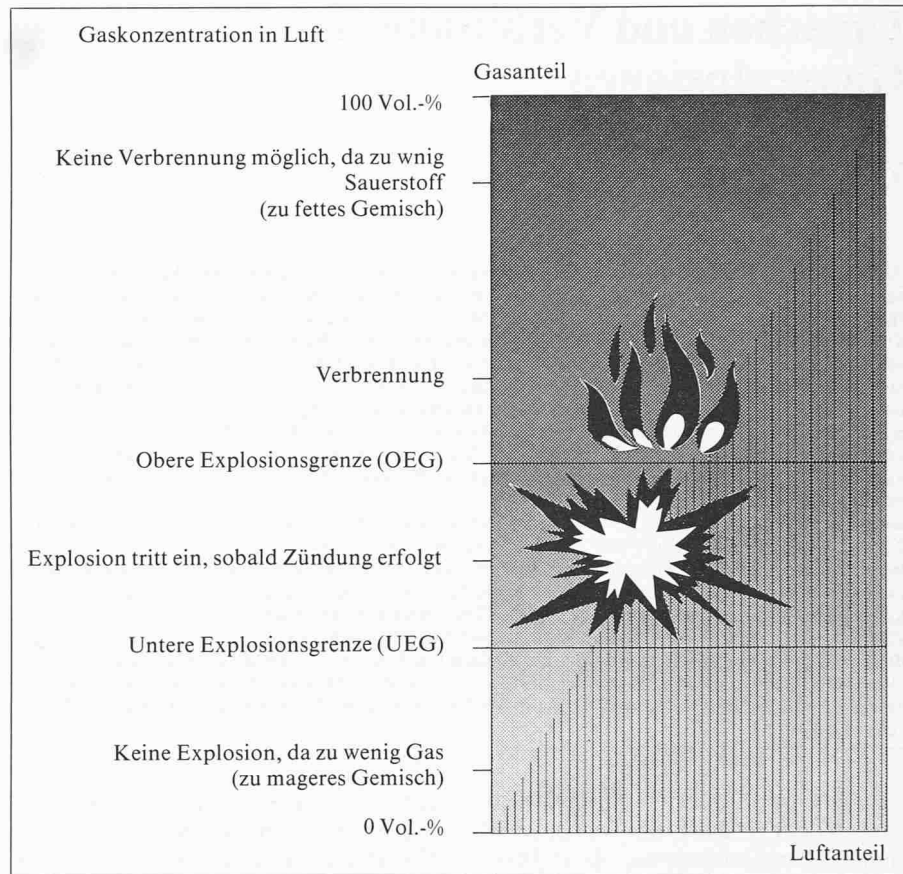 Gaskonzentration in Luft
Gasanteil
100 Vol.-%
Keine Verbrennung möglich, da zu wnig
Sauerstoff
(zu fettes Gemisch)
Verbrennung
Obere Explosionsgrenze (OEG)
Explosion tritt ein, sobald Zündung erfolgt
Untere Explosionsgrenze (UEG)
Keine Explosion, da zu wenig Gas
(zu mageres Gemisch)
0 Vol.-%
Luftanteil